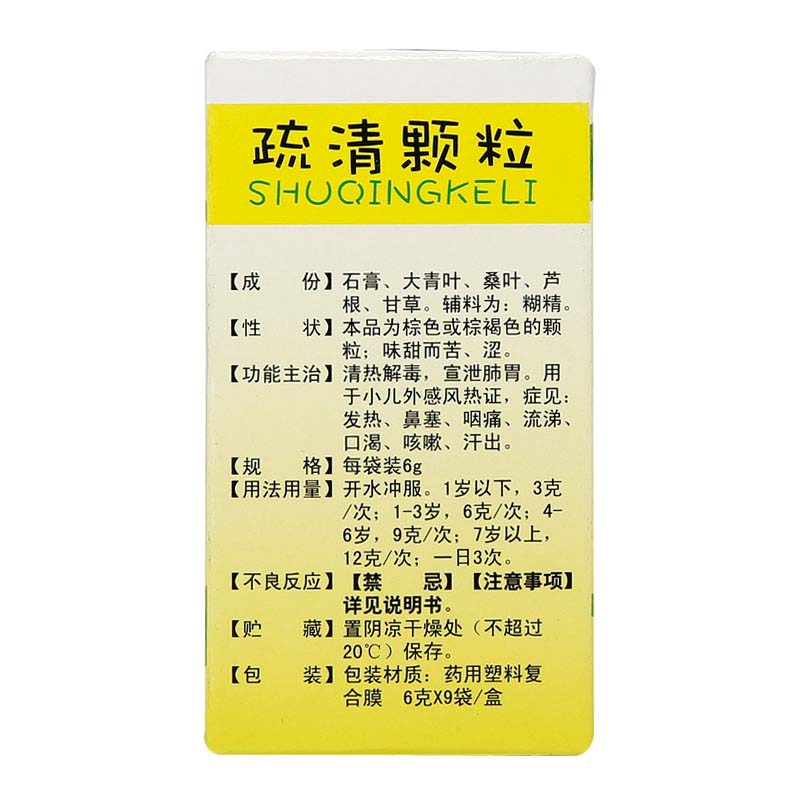 疏清颗粒
SHUQINGKELI
【成　份】石膏、大青叶、桑叶、芦
根、甘草。辅料为：糊精。
【性　状】本品为棕色或棕褐色的颗
粒；味甜而苦、涩。
【功能主治】清热解毒，宣泄肺胃。用
于小儿外感风热证，症见：
发热、鼻塞、咽痛、流涕、
口渴、咳嗽、汗出。
【规　格】每袋装6g
【用法用量】开水冲服。1岁以下，3克
/次；1-3岁，6克/次；4-
6岁，9克/次；7岁以上，
12克/次；一日3次。
【不良反应】【禁　忌】【注意事项】
详见说明书。
【贮　藏】置阴凉干燥处（不超过
20℃）保存。
【包　装】包装材质：药用塑料复
合膜　6克X9袋/盒